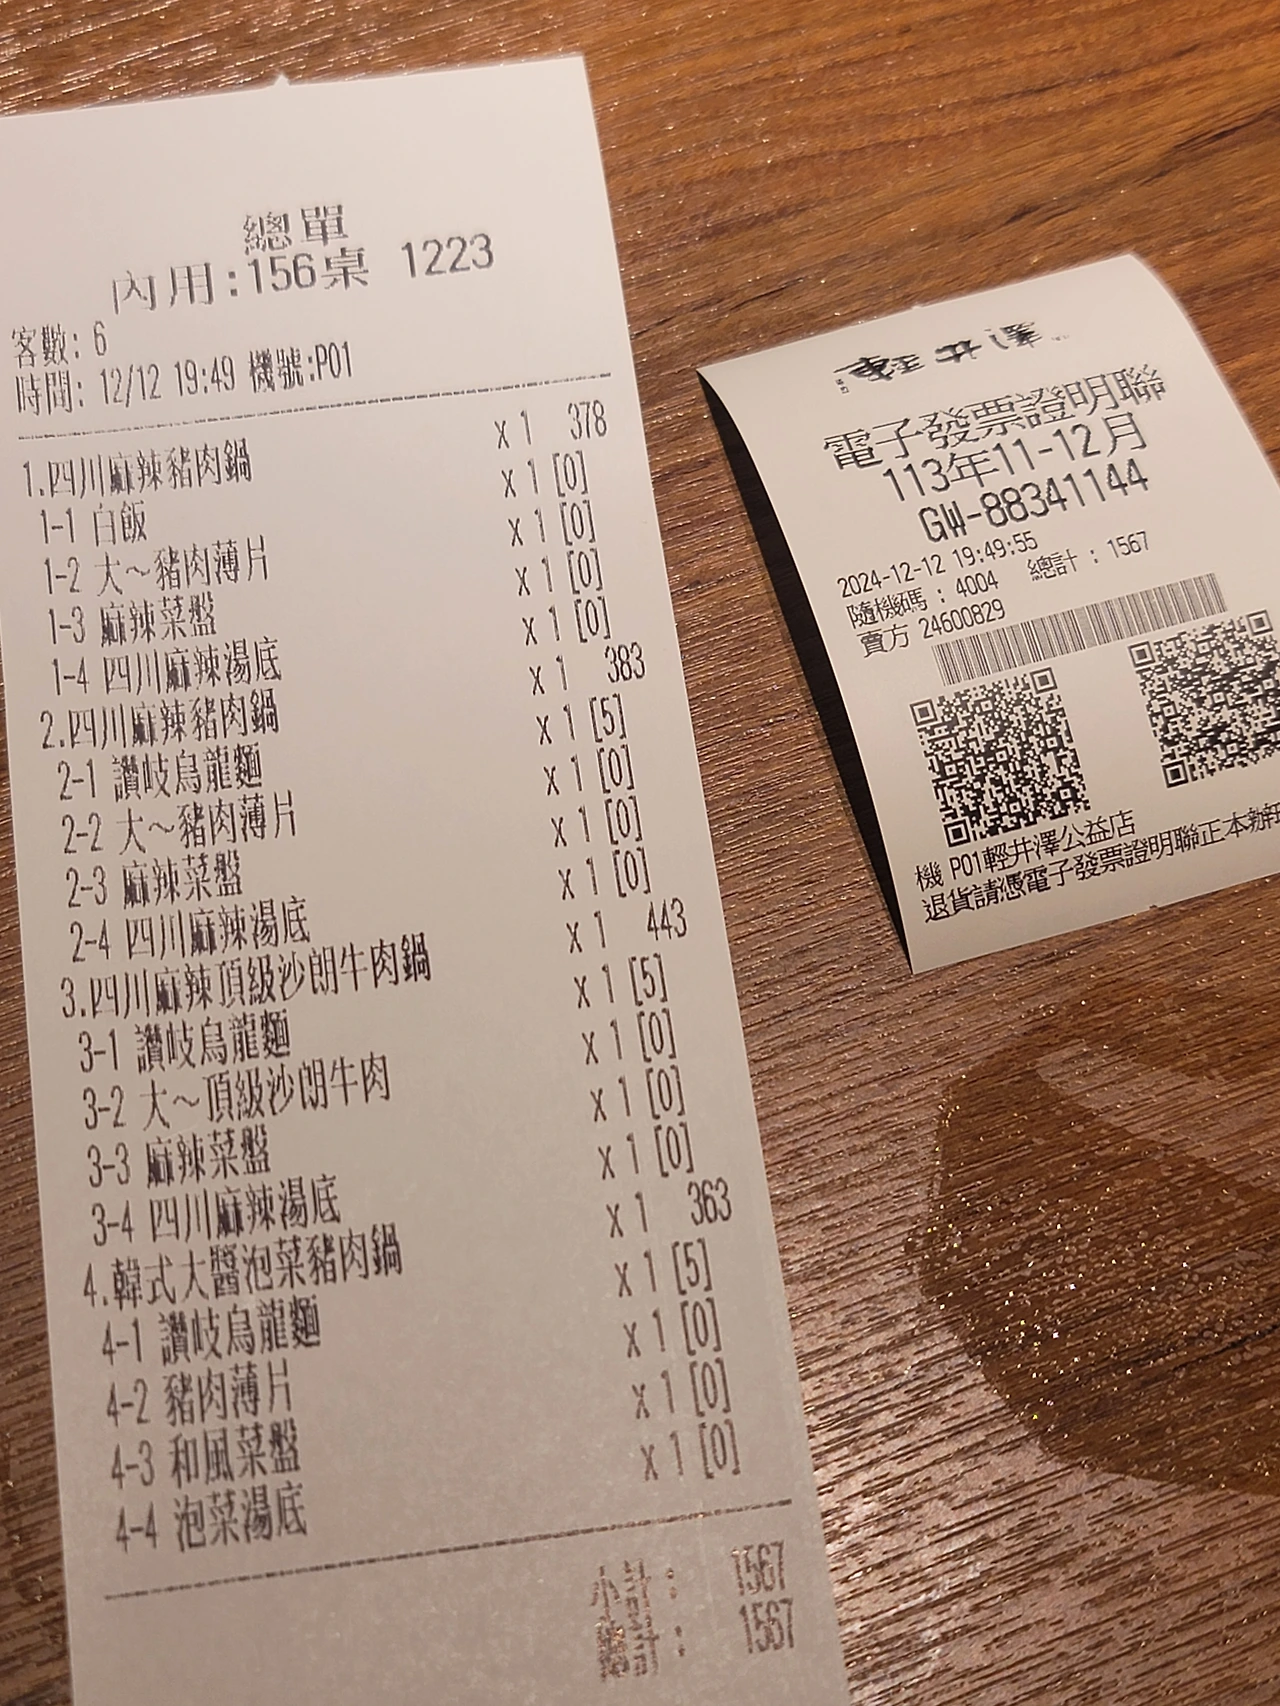 總單
內用:156桌 1223
客數: 6
時間: 12/12 19:49 機號:P01
1.四川麻辣豬肉鍋 x 1 378
1-1 白飯 x 1 [0]
1-2 大～豬肉薄片 x 1 [0]
1-3 麻辣菜盤 x 1 [0]
1-4 四川麻辣湯底 x 1 [0]
2.四川麻辣豬肉鍋 x 1 383
2-1 讚岐烏龍麵 x 1 [5]
2-2 大～豬肉薄片 x 1 [0]
2-3 麻辣菜盤 x 1 [0]
2-4 四川麻辣湯底 x 1 [0]
3.四川麻辣頂級沙朗牛肉鍋 x 1 443
3-1 讚岐烏龍麵 x 1 [5]
3-2 大～頂級沙朗牛肉 x 1 [0]
3-3 麻辣菜盤 x 1 [0]
3-4 四川麻辣湯底 x 1 [0]
4.韓式大醬泡菜豬肉鍋 x 1 363
4-1 讚岐烏龍麵 x 1 [5]
4-2 豬肉薄片 x 1 [0]
4-3 和風菜盤 x 1 [0]
4-4 泡菜湯底 x 1 [0]
小計: 1567
總計: 1567
電子發票證明聯
113年11-12月
GW-88341144
2024-12-12 19:49:55
隨機碼 : 4004 總計 : 1567
賣方 24600829
機 P01輕井澤公益店
退貨請憑電子發票證明聯正本辦